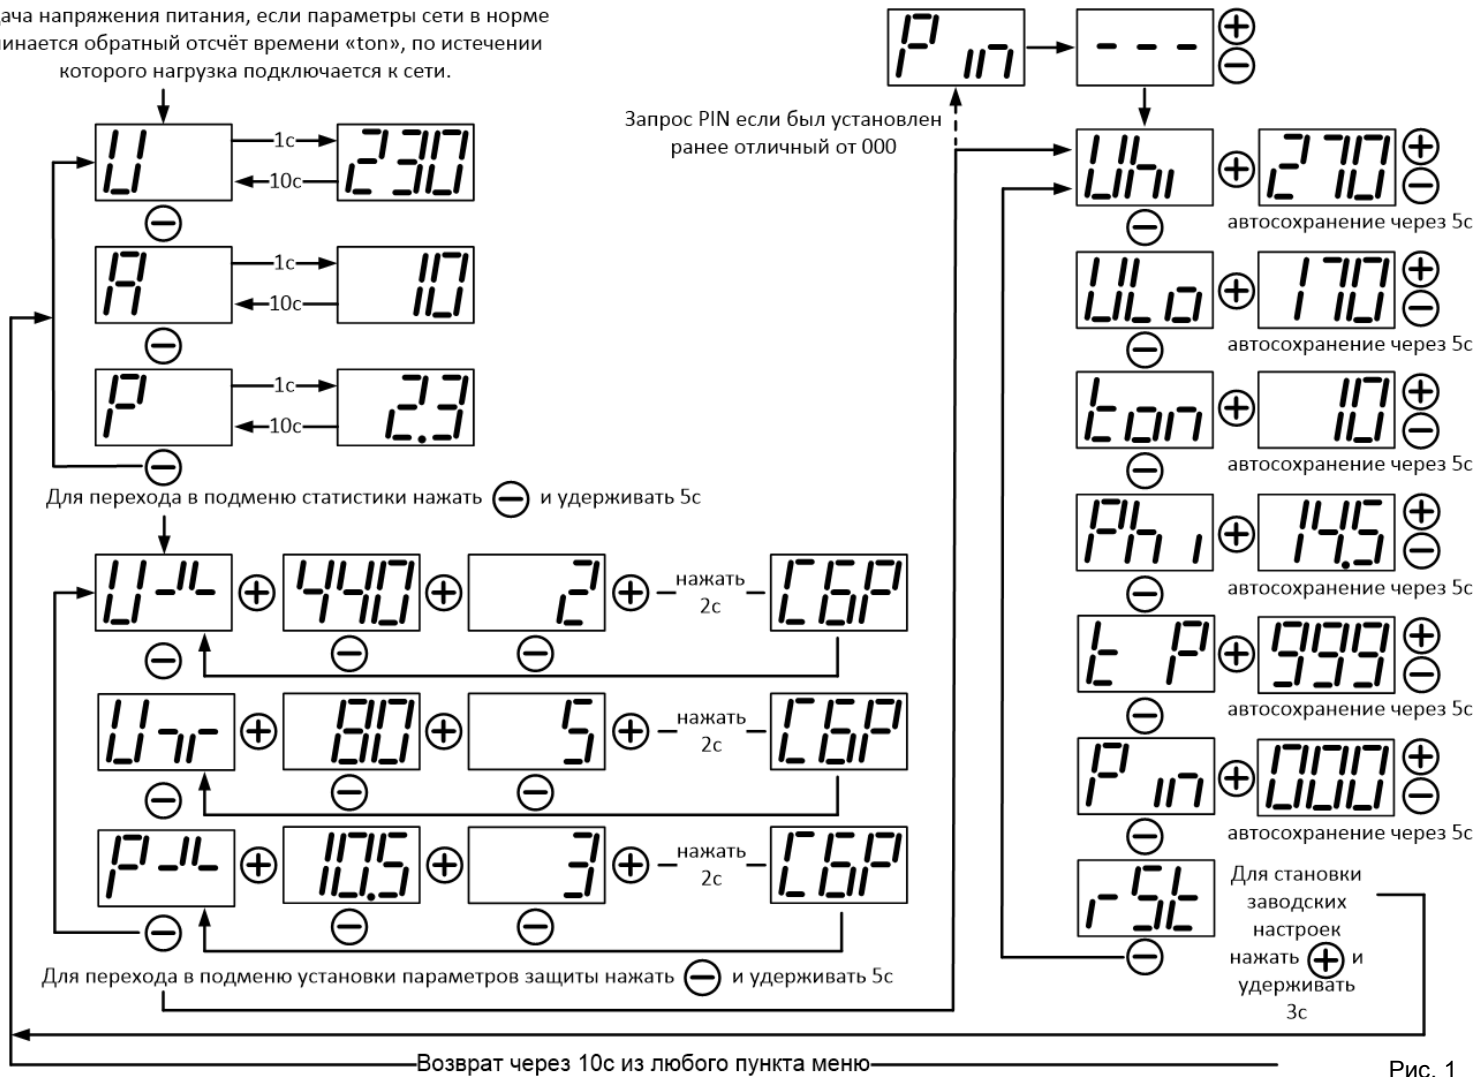 напряжения питания, если параметры сети в норме
обратный отсчёт времени «ton», по истечении
которого нагрузка подключается к сети.
U
1с
10с
230
A
1с
10с
10
P
1с
10с
2.3
Для перехода в подменю статистики нажать и удерживать 5с
U
440
2
нажать
2с
СБР
U
80
5
нажать
2с
СБР
P
10.5
3
нажать
2с
СБР
Для перехода в подменю установки параметров защиты нажать и удерживать 5с
Pin
---
Запрос PIN если был установлен
ранее отличный от 000
Uhi
270
автосохранение через 5с
ULo
170
автосохранение через 5с
ton
10
автосохранение через 5с
Phi
14.5
автосохранение через 5с
t P
999
автосохранение через 5с
Pin
000
автосохранение через 5с
rSt
Для становки
заводских
настроек
нажать и
удерживать
3с
Возврат через 10с из любого пункта меню
Рис. 1